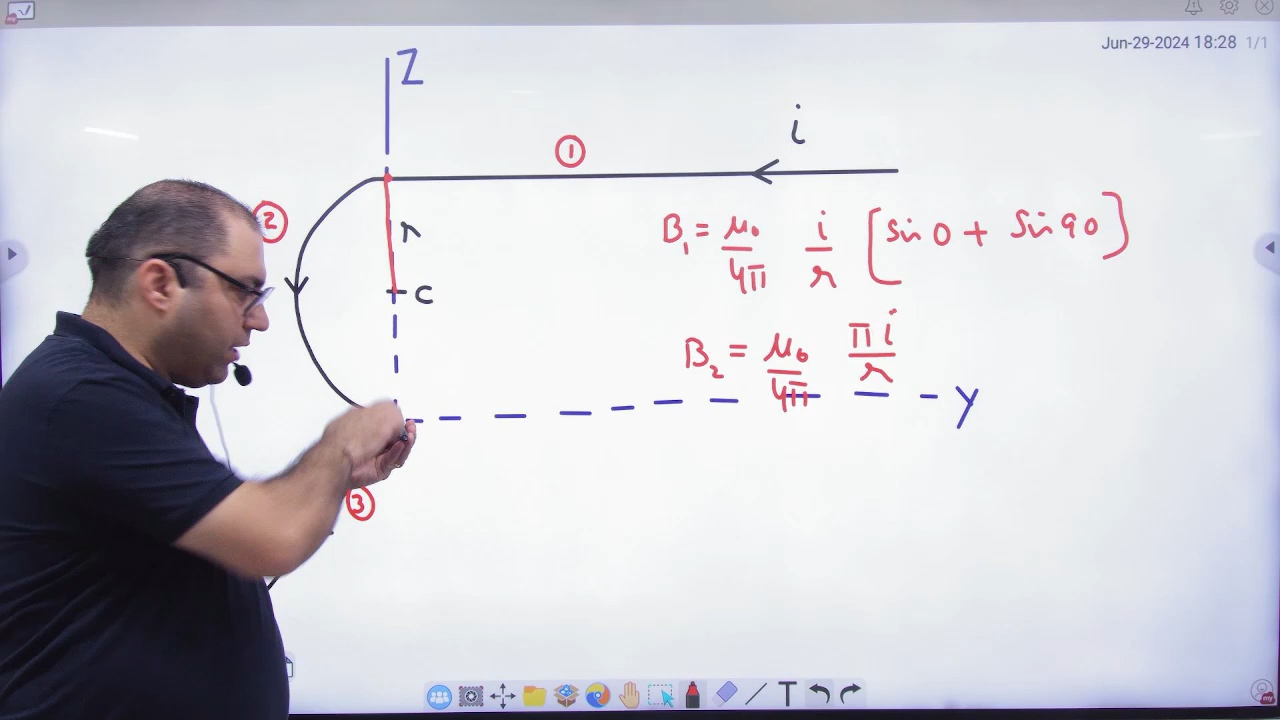 Jun-29-2024 18:28 1/1
Z
i
①
②
r
C
B₁ = μ₀/4π i/r [sin 0 + sin 90]
B₂ = μ₀/4π πi/r
Y
③
T